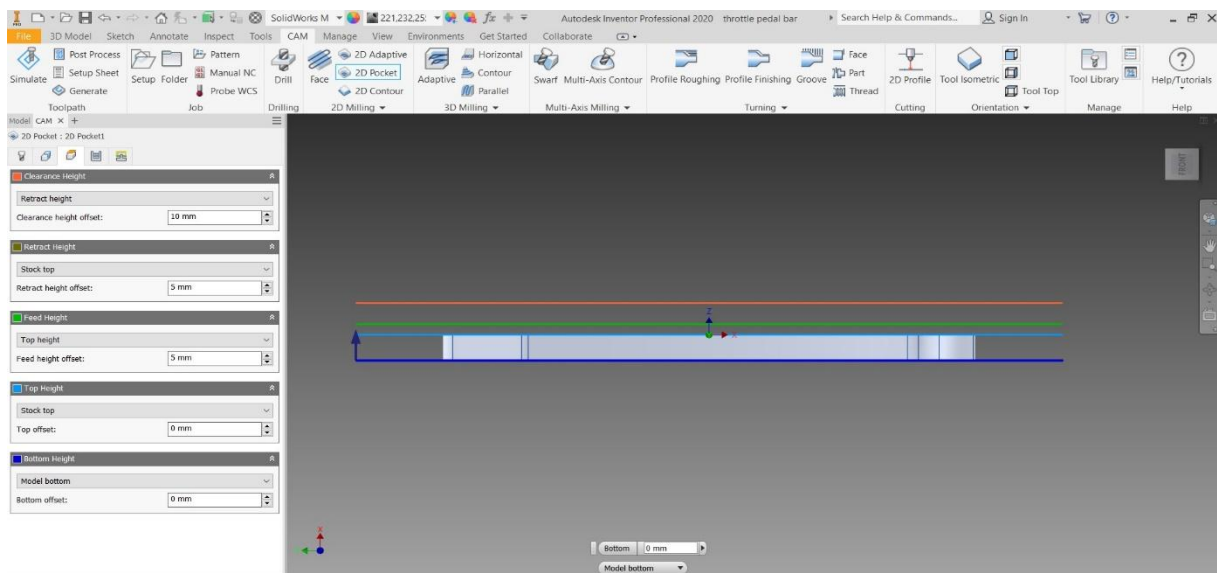 PRO
SolidWorks M
221,232,25:
Autodesk Inventor Professional 2020 throttle pedal bar
Search Help & Commands...
Sign In
File 3D Model Sketch Annotate Inspect Tools CAM Manage View Environments Get Started Collaborate
Post Process Pattern 2D Adaptive Horizontal Face
Setup Sheet Manual NC 2D Pocket Contour Part
Simulate Setup Folder Drill Face Adaptive Swarf Multi-Axis Contour Profile Roughing Profile Finishing Groove 2D Profile Tool Isometric Tool Library Help/Tutorials
Generate Probe WCS 2D Contour Parallel Thread Tool Top
Toolpath Job Drilling 2D Milling 3D Milling Multi-Axis Milling Turning Cutting Orientation Manage Help
Model CAM × +
2D Pocket : 2D Pocket1
Clearance Height
Retract height
Clearance height offset: 10 mm
Retract Height
Stock top
Retract height offset: 5 mm
Feed Height
Top height
Feed height offset: 5 mm
Top Height
Stock top
Top offset: 0 mm
Bottom Height
Model bottom
Bottom offset: 0 mm
FRONT
Z
X
X
Bottom 0 mm
Model bottom